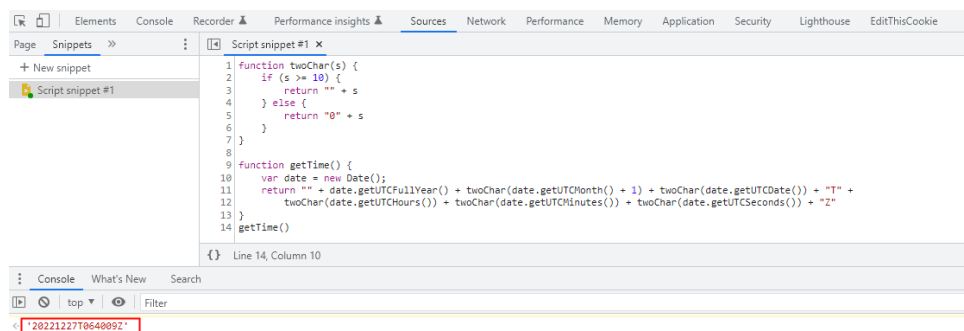 Elements Console Recorder Performance insights Sources Network Performance Memory Application Security Lighthouse EditThisCookie
Page Snippets » ⋮ Script snippet #1 ×
+ New snippet
Script snippet #1
1 function twoChar(s) {
2     if (s >= 10) {
3         return "" + s
4     } else {
5         return "0" + s
6     }
7 }
8
9 function getTime() {
10     var date = new Date();
11     return "" + date.getUTCFullYear() + twoChar(date.getUTCMonth() + 1) + twoChar(date.getUTCDate()) + "T" +
12         twoChar(date.getUTCHours()) + twoChar(date.getUTCMinutes()) + twoChar(date.getUTCSeconds()) + "Z"
13 }
14 getTime()
{} Line 14, Column 10
⋮ Console What's New Search
top ▼ Filter
'20221227T064009Z'